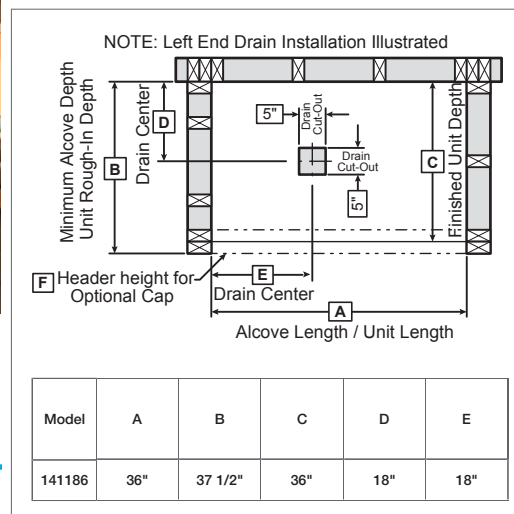 NOTE: Left End Drain Installation Illustrated
Minimum Alcove Depth
Unit Rough-In Depth
B
Drain Center
D
5"
Drain
Cut-Out
Drain
Cut-Out
5"
C
Finished Unit Depth
F Header height for
Optional Cap
E
Drain Center
A
Alcove Length / Unit Length
Model A B C D E
141186 36" 37 1/2" 36" 18" 18"